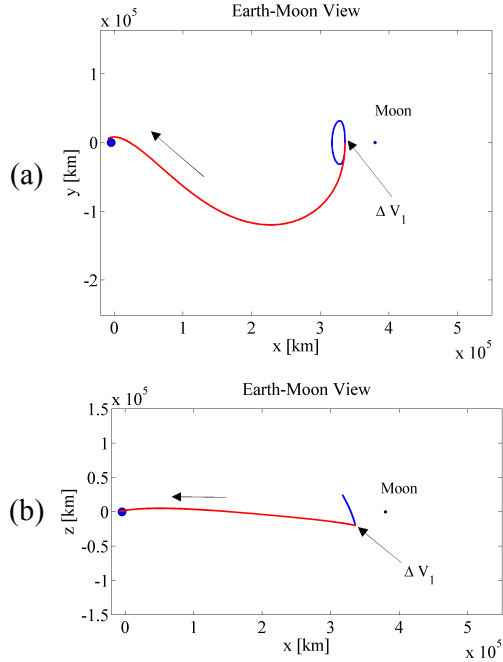 Earth-Moon View
x 10^5
1
0
-1
-2
y [km]
(a)
Moon
Δ V_1
0
1
2
3
4
5
x [km]
x 10^5
Earth-Moon View
x 10^5
1.5
1
0.5
0
-0.5
-1
-1.5
z [km]
(b)
Moon
Δ V_1
0
1
2
3
4
5
x [km]
x 10^5